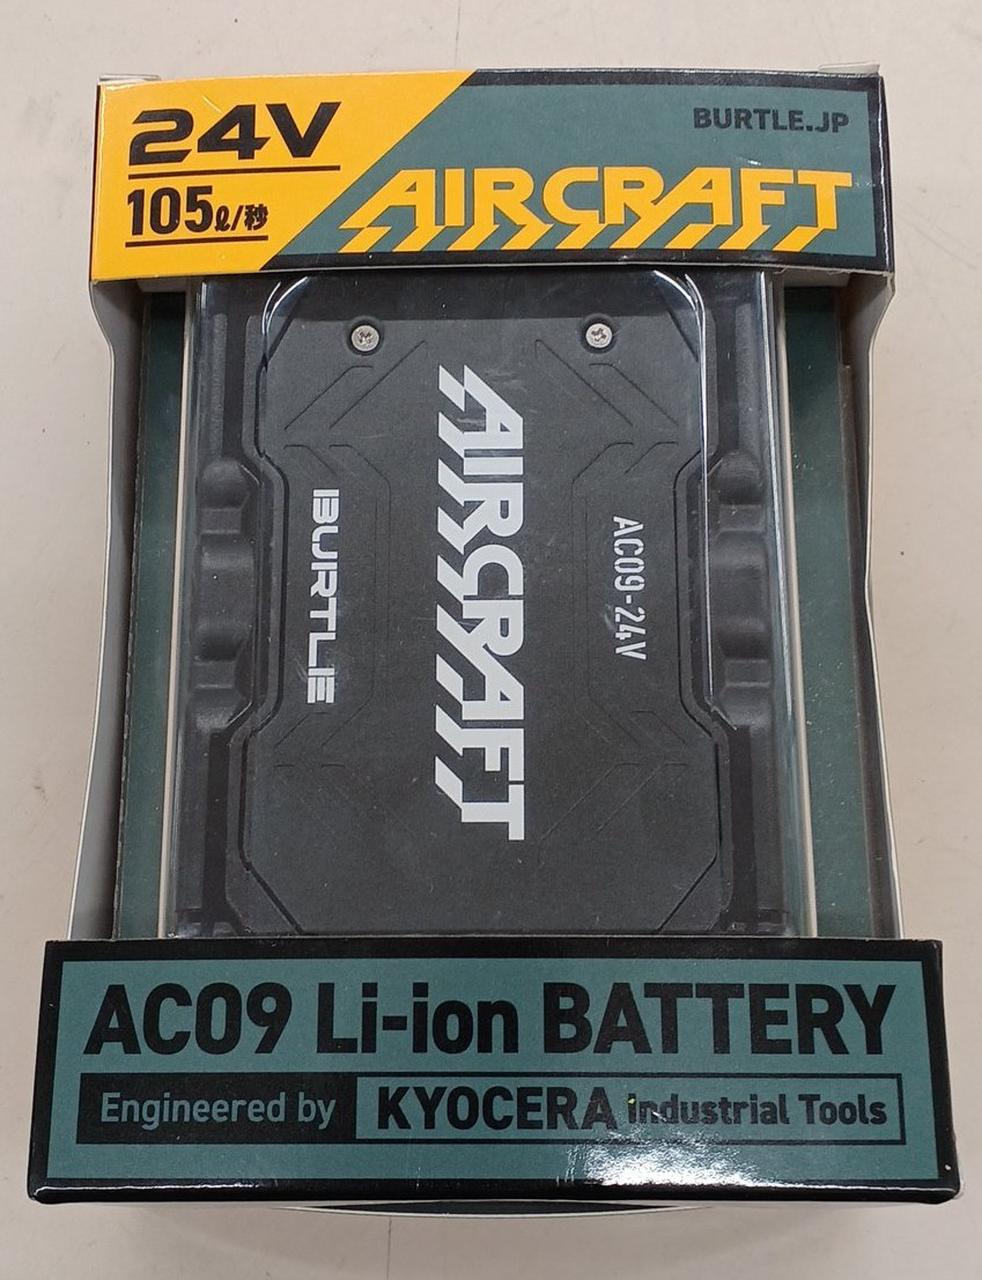 24V
105ℓ/秒
BURTLE.JP
AIRCRAFT
AIRCRAFT
BURTLE
AC09-24V
AC09 Li-ion BATTERY
Engineered by KYOCERA industrial Tools